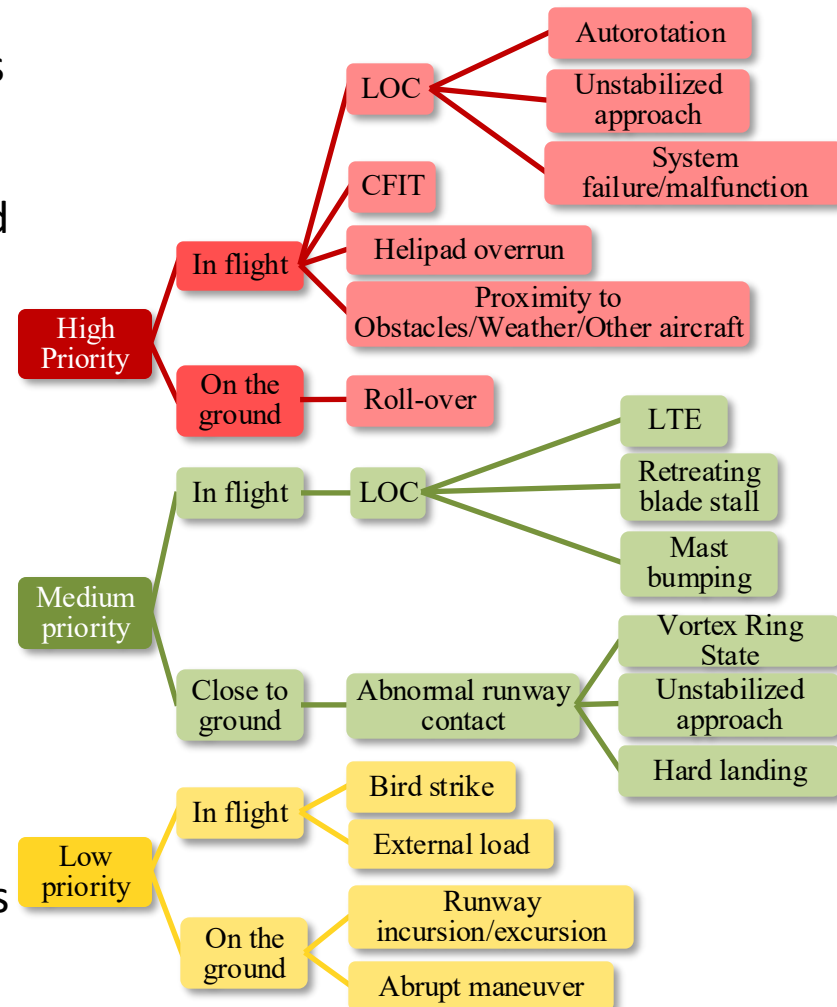 s
d
s
High
Priority
In flight
LOC
Autorotation
Unstabilized
approach
System
failure/malfunction
CFIT
Helipad overrun
Proximity to
Obstacles/Weather/Other aircraft
On the
ground
Roll-over
Medium
priority
In flight
LOC
LTE
Retreating
blade stall
Mast
bumping
Close to
ground
Abnormal runway
contact
Vortex Ring
State
Unstabilized
approach
Hard landing
Low
priority
In flight
Bird strike
External load
On the
ground
Runway
incursion/excursion
Abrupt maneuver